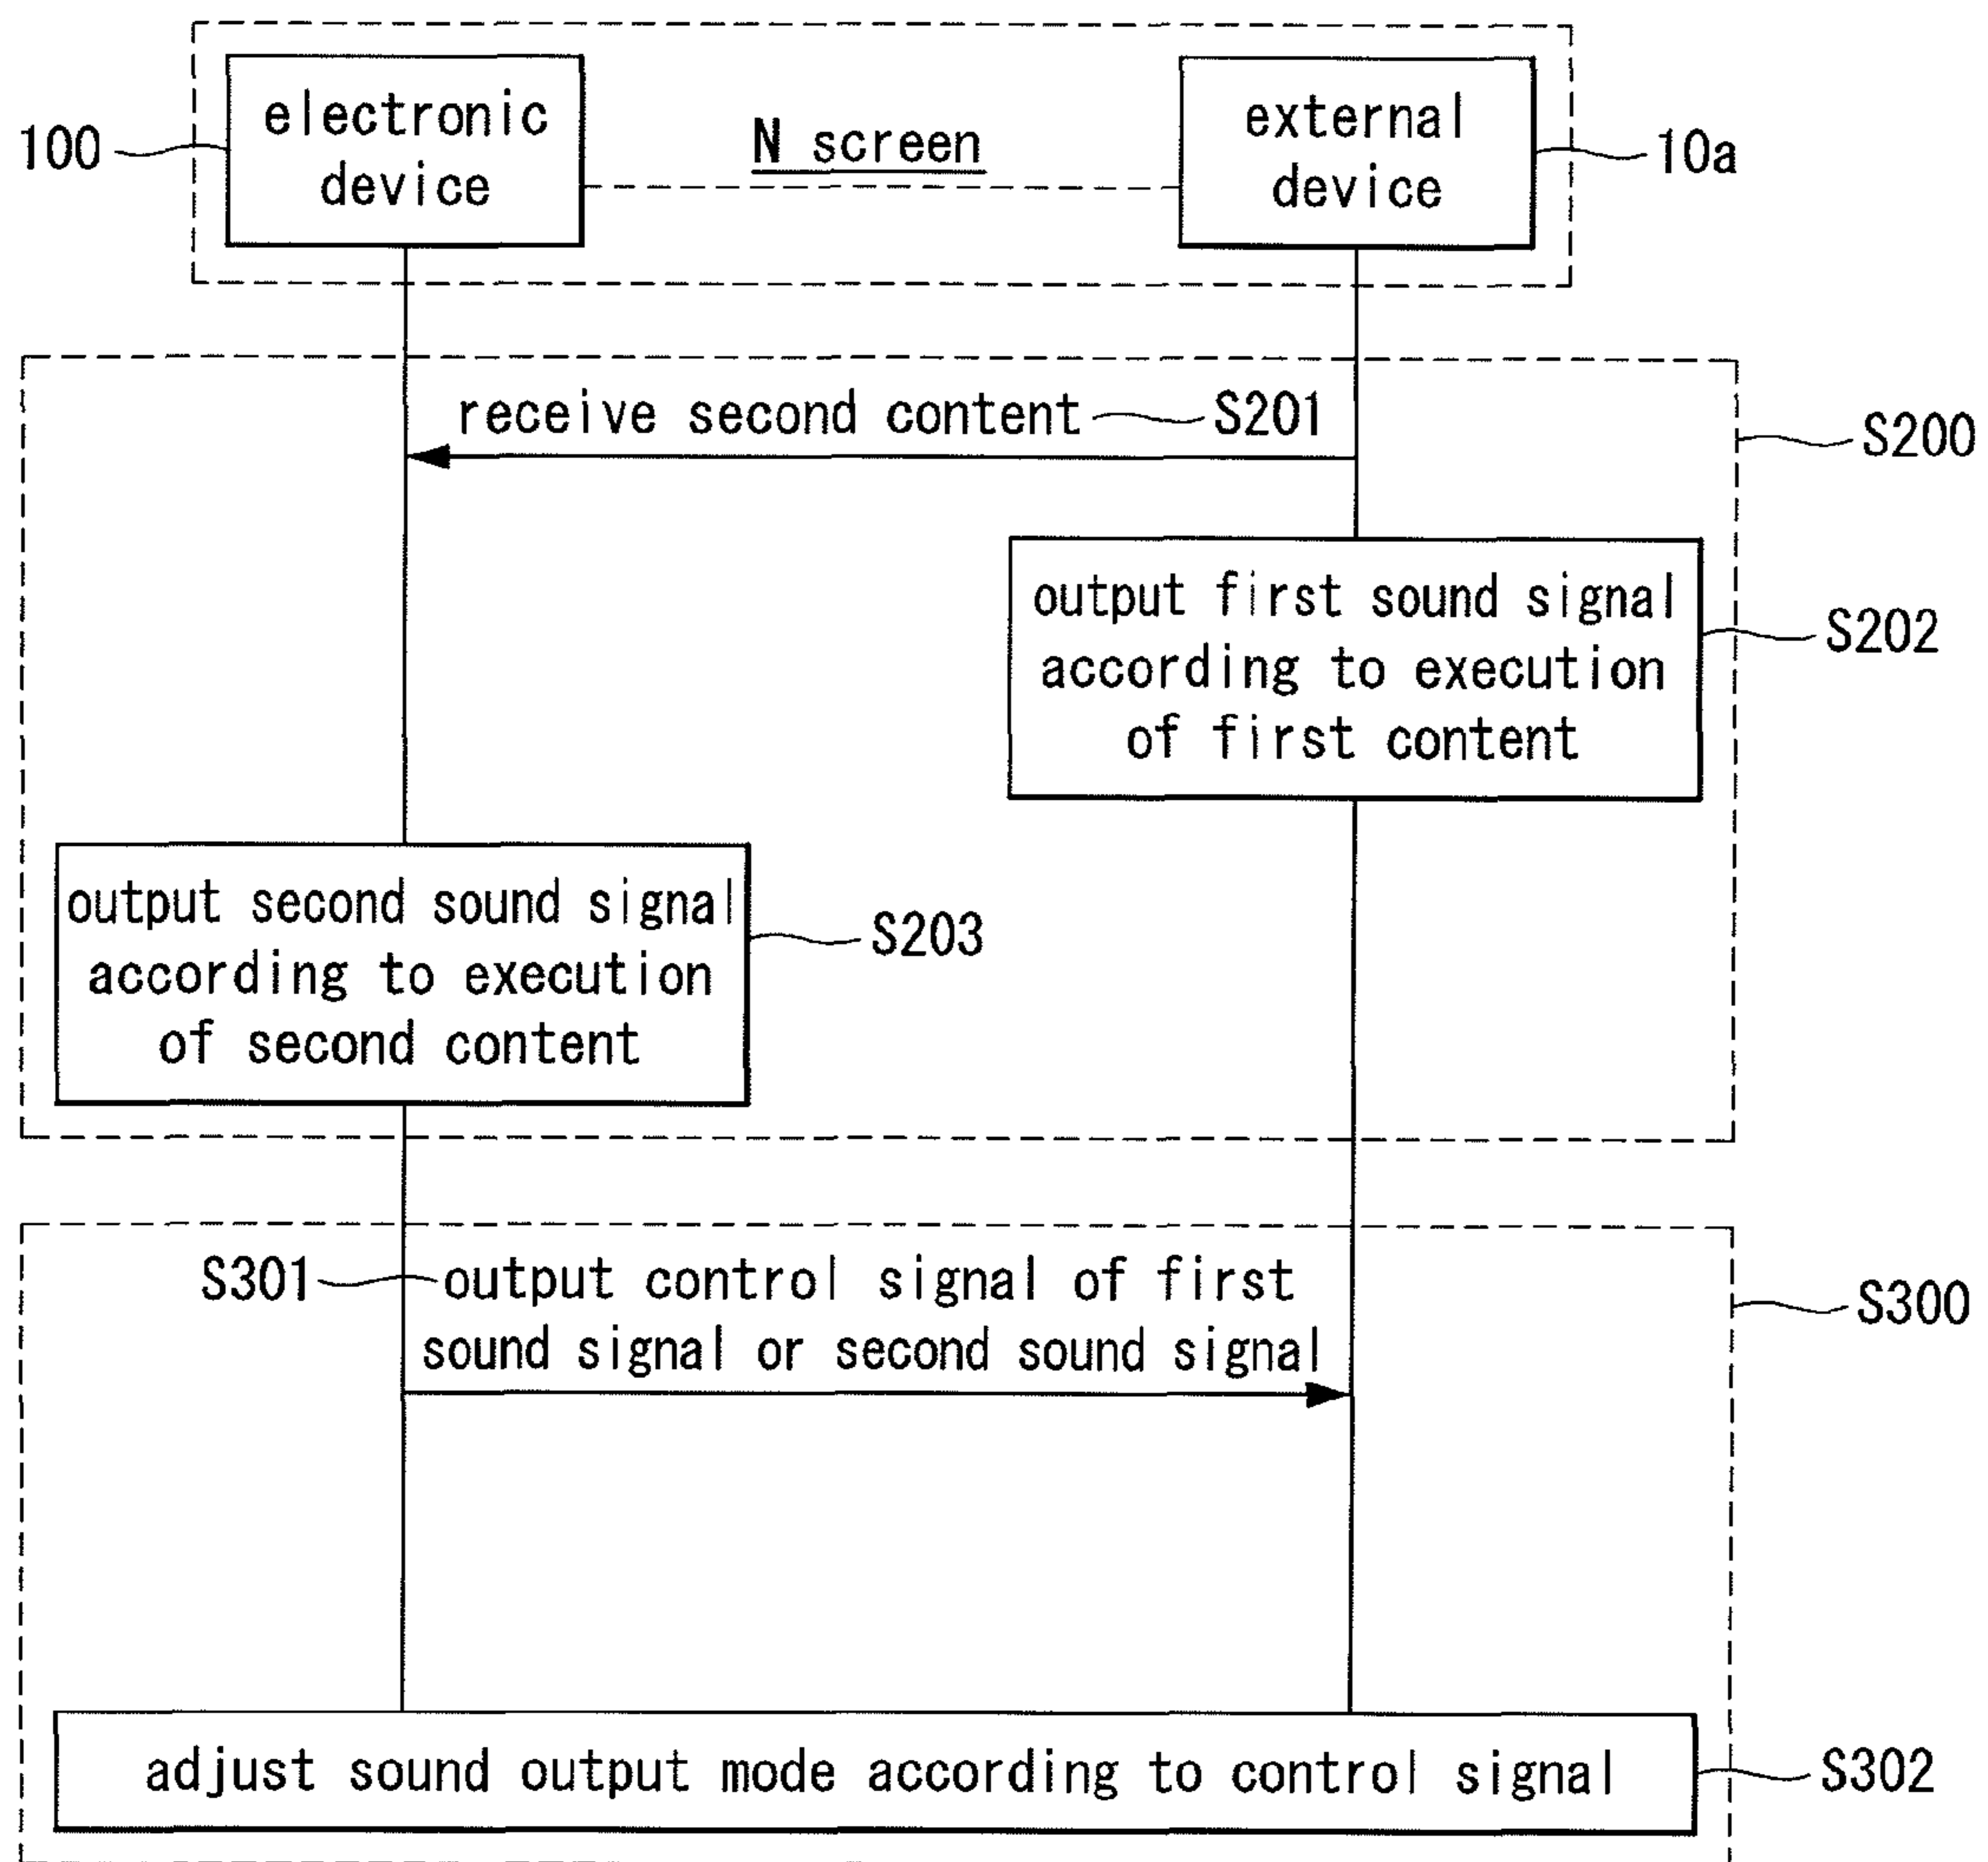 electronic
device
N screen
external
device
100
10a
receive second content
S201
S200
output first sound signal
according to execution
of first content
S202
output second sound signal
according to execution
of second content
S203
S301
output control signal of first
sound signal or second sound signal
S300
adjust sound output mode according to control signal
S302